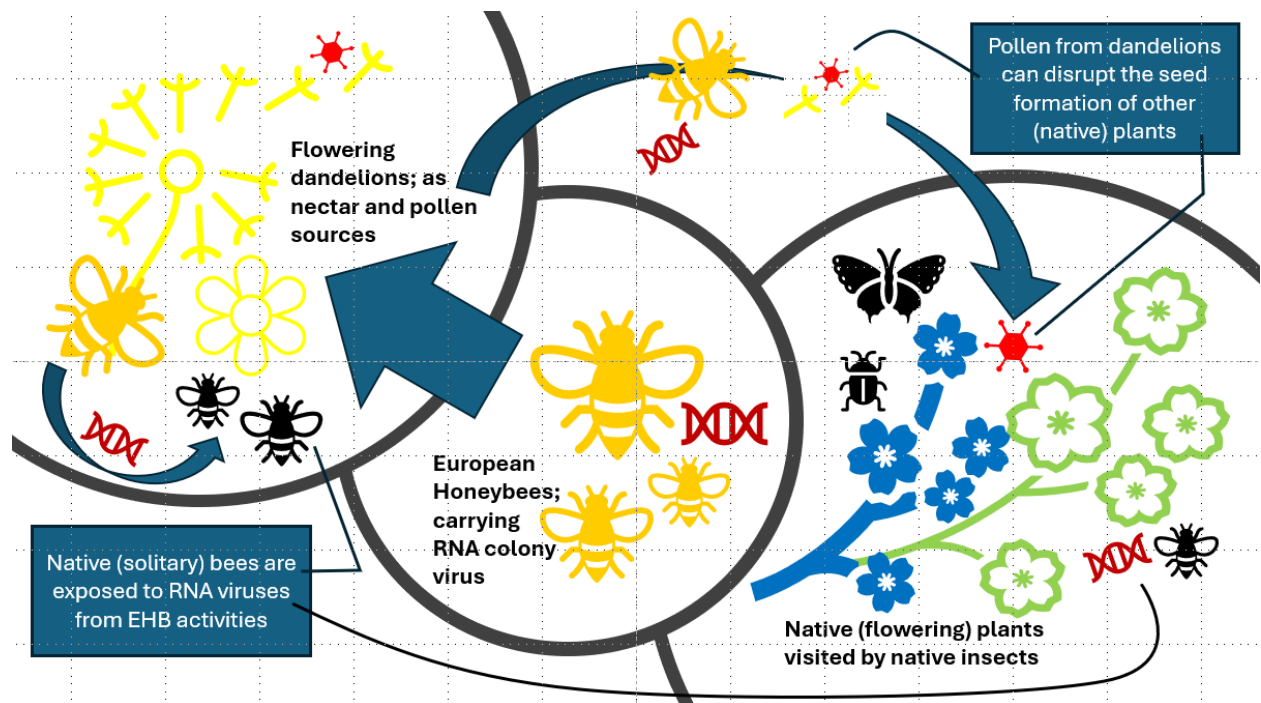 Pollen from dandelions
can disrupt the seed
formation of other
(native) plants
Flowering
dandelions; as
nectar and pollen
sources
European
Honeybees;
carrying
RNA colony
virus
Native (solitary) bees are
exposed to RNA viruses
from EHB activities
Native (flowering) plants
visited by native insects